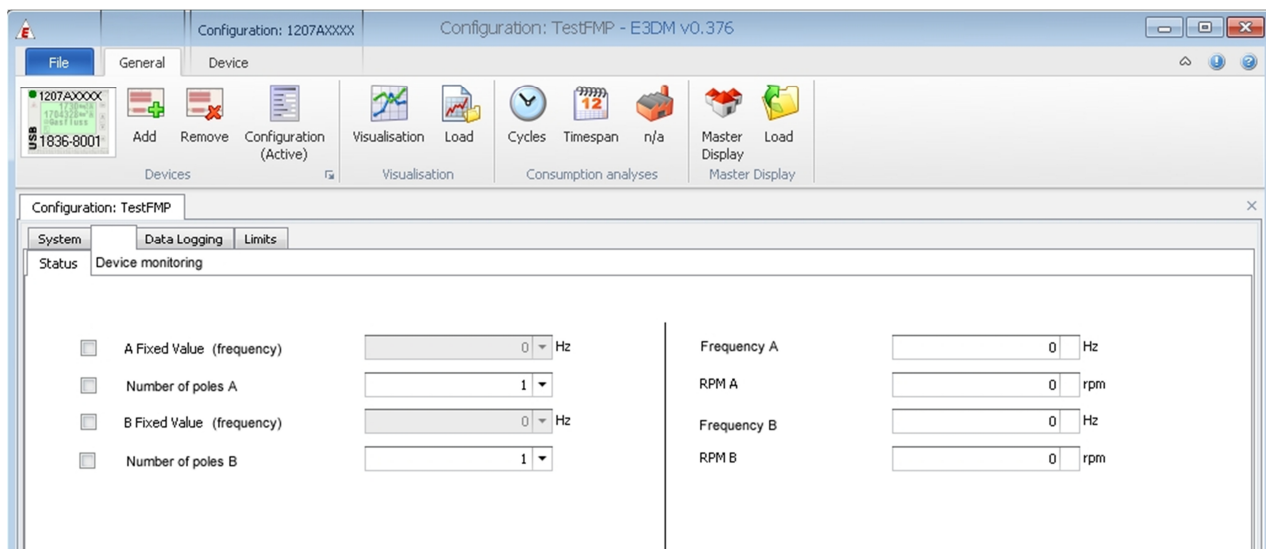 Configuration: 1207AXXXX
Configuration: TestFMP - E3DM v0.376
File
General
Device
1207AXXXX
USB
1836-8001
Add
Remove
Configuration
(Active)
Visualisation
Load
12
Cycles
Timespan
n/a
Master
Display
Load
Devices
Visualisation
Consumption analyses
Master Display
Configuration: TestFMP
System
Data Logging
Limits
Status
Device monitoring
A Fixed Value (frequency)
0
Hz
Frequency A
0
Hz
Number of poles A
1
RPM A
0
rpm
B Fixed Value (frequency)
0
Hz
Frequency B
0
Hz
Number of poles B
1
RPM B
0
rpm